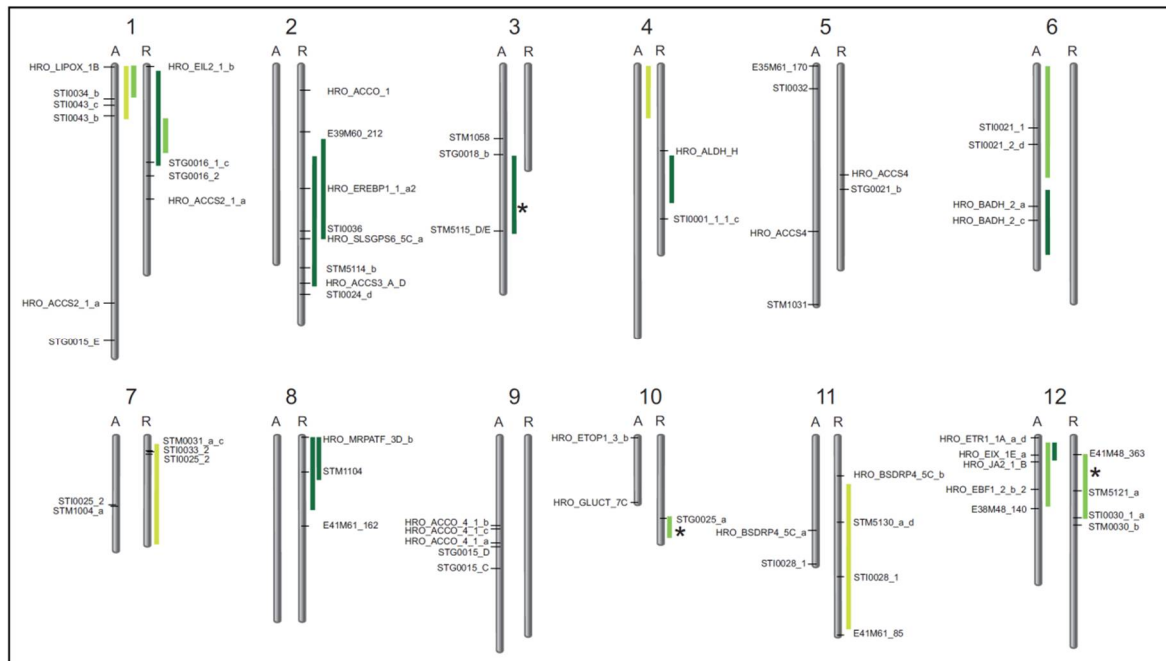 1
A R
HRO_LIPOX_1B
HRO_EIL2_1_b
STI0034_b
STI0043_c
STI0043_b
STG0016_1_c
STG0016_2
HRO_ACCS2_1_a
HRO_ACCS2_1_a
STG0015_E
2
A R
HRO_ACCO_1
E39M60_212
HRO_EREBP1_1_a2
STI0036
HRO_SLSGPS6_5C_a
STM5114_b
HRO_ACCS3_A_D
STI0024_d
3
A R
STM1058
STG0018_b
*
STM5115_D/E
4
A R
HRO_ALDH_H
STI0001_1_1_c
5
A R
E35M61_170
STI0032
HRO_ACCS4
STG0021_b
HRO_ACCS4
STM1031
6
A R
STI0021_1
STI0021_2_d
HRO_BADH_2_a
HRO_BADH_2_c
7
A R
STM0031_a_c
STI0033_2
STI0025_2
STI0025_2
STM1004_a
8
A R
HRO_MRPATF_3D_b
STM1104
E41M61_162
9
A R
HRO_ACCO_4_1_b
HRO_ACCO_4_1_c
HRO_ACCO_4_1_a
STG0015_D
STG0015_C
10
A R
HRO_ETOP1_3_b
HRO_GLUCT_7C
STG0025_a
*
11
A R
HRO_BSDRP4_5C_b
STM5130_a_d
HRO_BSDRP4_5C_a
STI0028_1
STI0028_1
E41M61_85
12
A R
HRO_ETR1_1A_a_d
HRO_EIX_1E_a
HRO_JA2_1_B
E41M48_363
*
HRO_EBF1_2_b_2
STM5121_a
E38M48_140
STI0030_1_a
STM0030_b